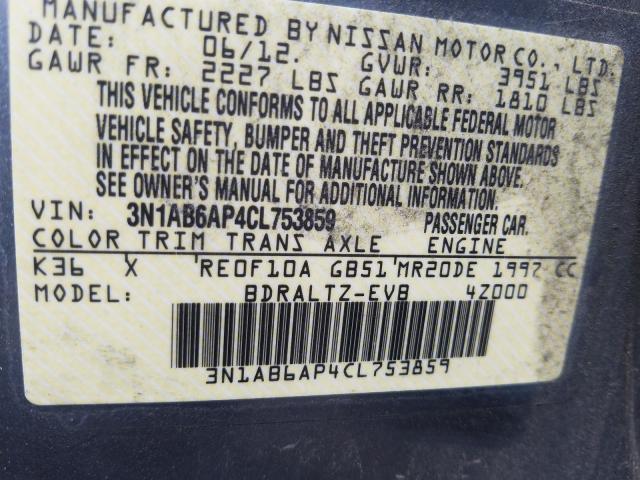 MANUFACTURED BY NISSAN MOTOR CO., LTD.
DATE: 06/12. GVWR: 3951 LBS
GAWR FR: 2227 LBS GAWR RR: 1810 LBS
THIS VEHICLE CONFORMS TO ALL APPLICABLE FEDERAL MOTOR
VEHICLE SAFETY, BUMPER AND THEFT PREVENTION STANDARDS
IN EFFECT ON THE DATE OF MANUFACTURE SHOWN ABOVE.
SEE OWNER'S MANUAL FOR ADDITIONAL INFORMATION.
VIN: 3N1AB6AP4CL753859 PASSENGER CAR.
COLOR TRIM TRANS AXLE ENGINE
K36 X RE0F10A GB51 MR20DE 1997 CC
MODEL: BDRALTZ-EVB 4Z000
3N1AB6AP4CL753859